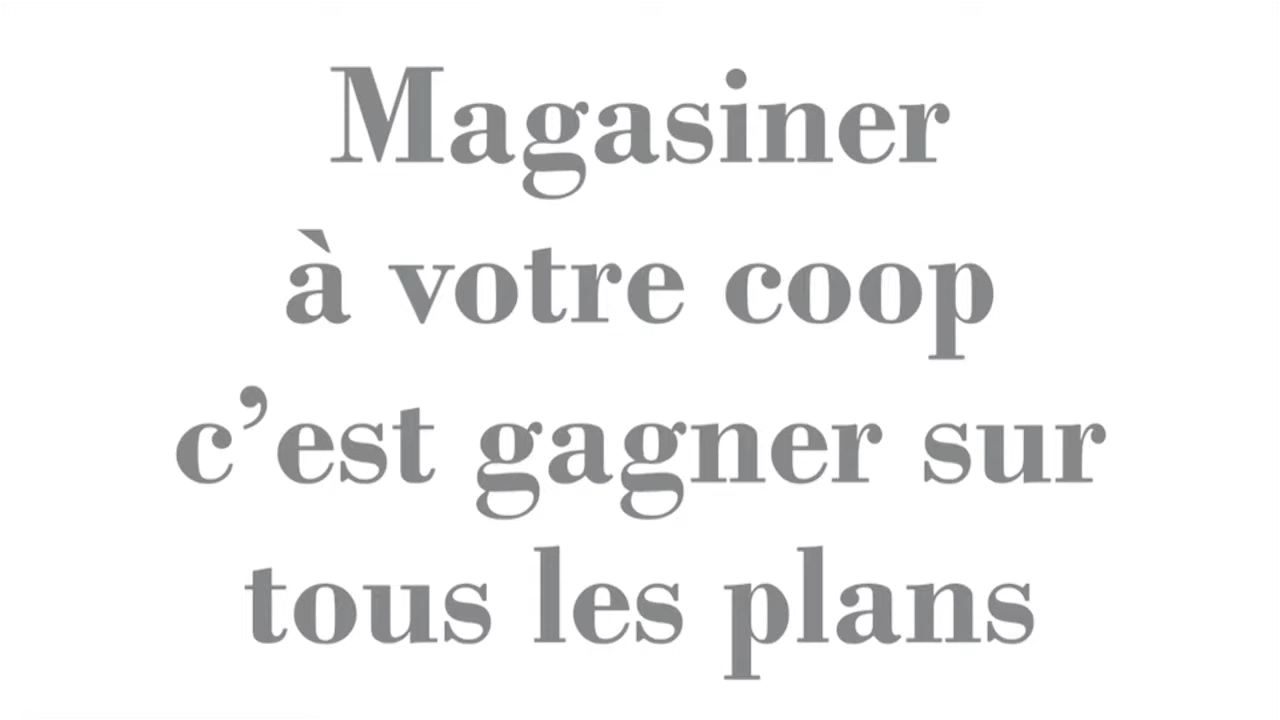 Magasiner
à votre coop
c’est gagner sur
tous les plans